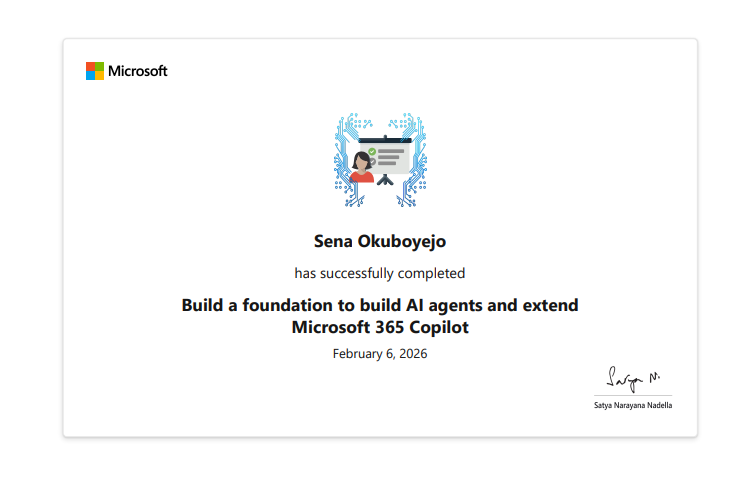 Microsoft
Sena Okuboyejo
has successfully completed
Build a foundation to build AI agents and extend
Microsoft 365 Copilot
February 6, 2026
Satya N.
Satya Narayana Nadella